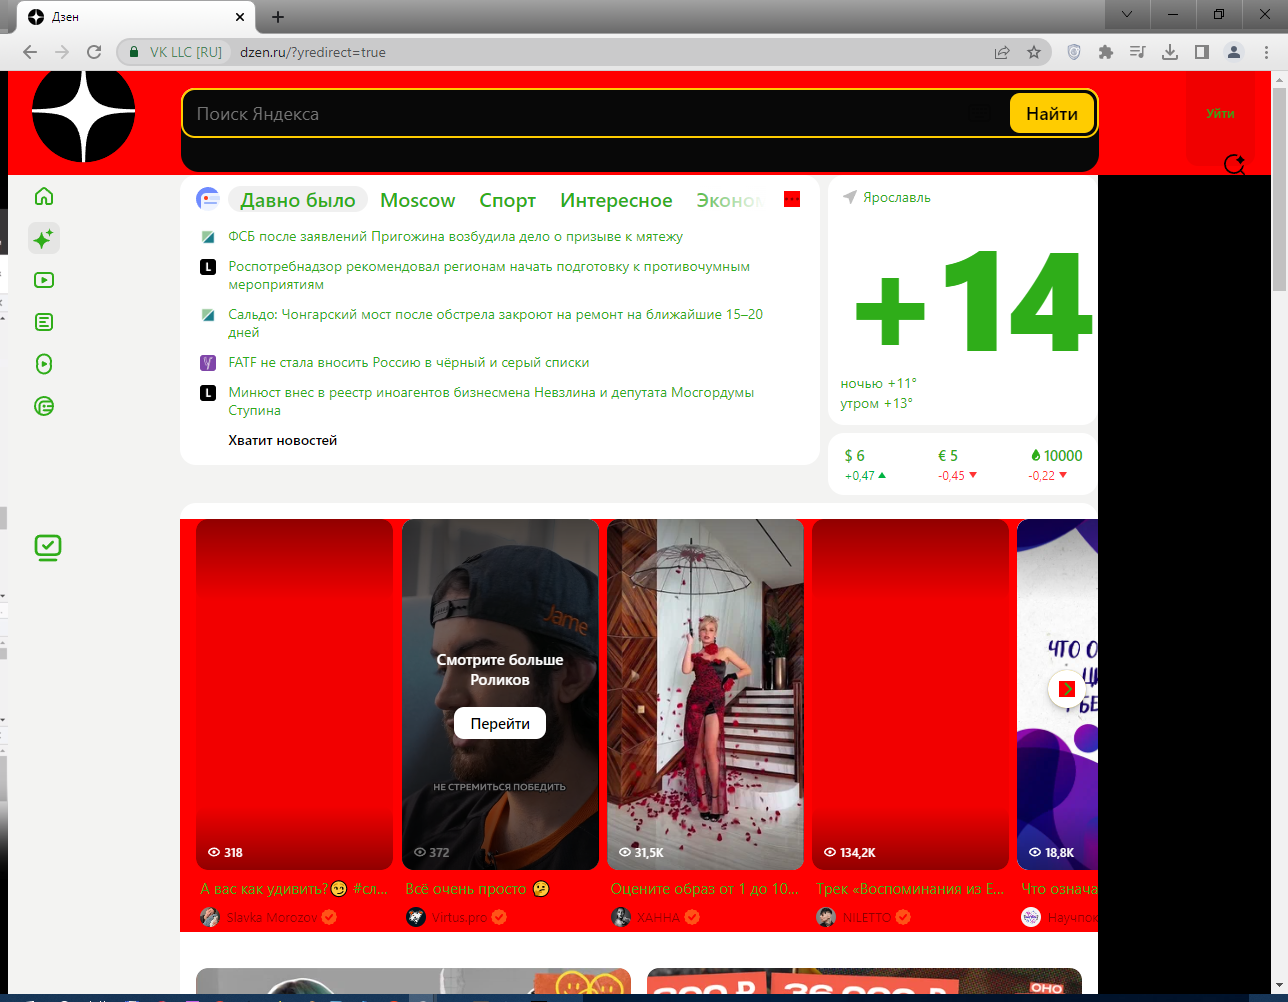 Дзен
VK LLC [RU]
dzen.ru/?yredirect=true
Поиск Яндекса
Найти
Уйти
Давно было
Moscow
Спорт
Интересное
Эконом
ФСБ после заявлений Пригожина возбудила дело о призыве к мятежу
Роспотребнадзор рекомендовал регионам начать подготовку к противочумным
мероприятиям
Сальдо: Чонгарский мост после обстрела закроют на ремонт на ближайшие 15–20
дней
FATF не стала вносить Россию в чёрный и серый списки
Минюст внес в реестр иноагентов бизнесмена Невзлина и депутата Мосгордумы
Ступина
Хватит новостей
Ярославль
+14
ночью +11°
утром +13°
$ 6
€ 5
10000
+0,47
-0,45
-0,22
Jame
Смотрите больше
Роликов
Перейти
НЕ СТРЕМИТЬСЯ ПОБЕДИТЬ
318
372
31,5K
134,2K
18,8K
А вас как удивить?😏 #сл...
Всё очень просто 🤔
Оцените образ от 1 до 10...
Трек «Воспоминания из Е...
Что означа
Slavka Morozov
Virtus.pro
ХАННА
NILETTO
Научпок
ОНО